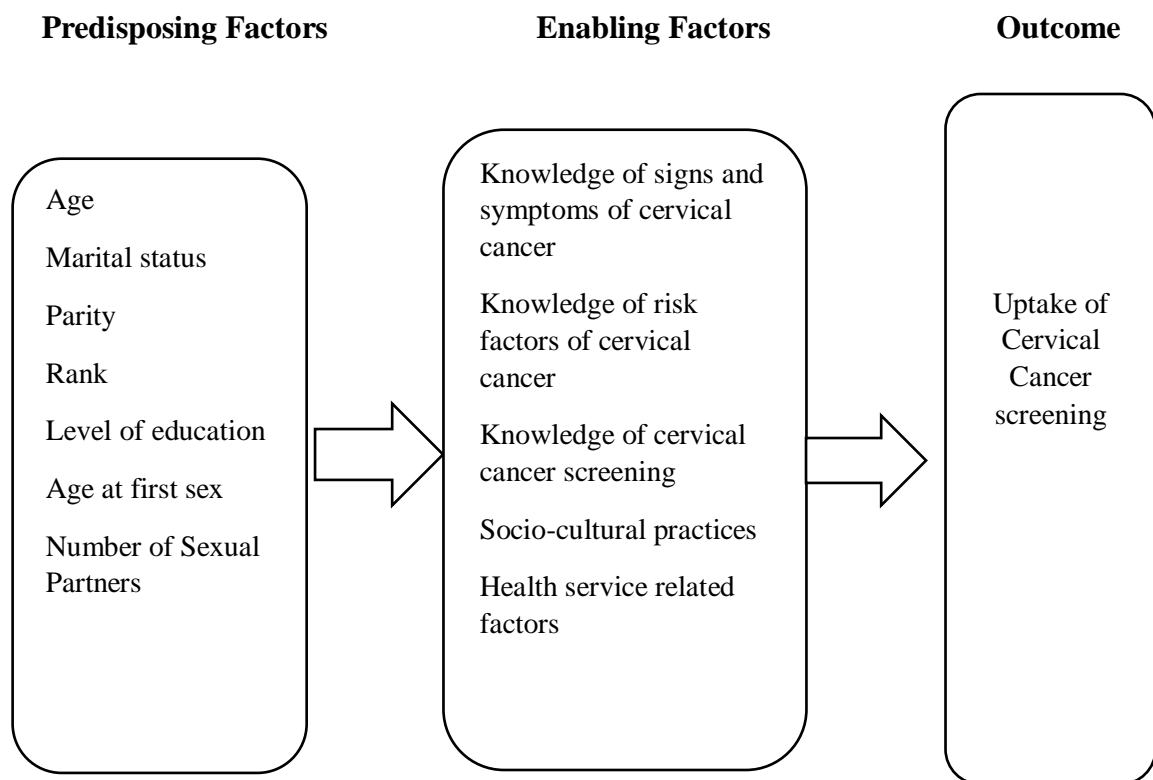 Predisposing Factors
Enabling Factors
Outcome
Age
Marital status
Parity
Rank
Level of education
Age at first sex
Number of Sexual
Partners
Knowledge of signs and
symptoms of cervical
cancer
Knowledge of risk
factors of cervical
cancer
Knowledge of cervical
cancer screening
Socio-cultural practices
Health service related
factors
Uptake of
Cervical
Cancer
screening